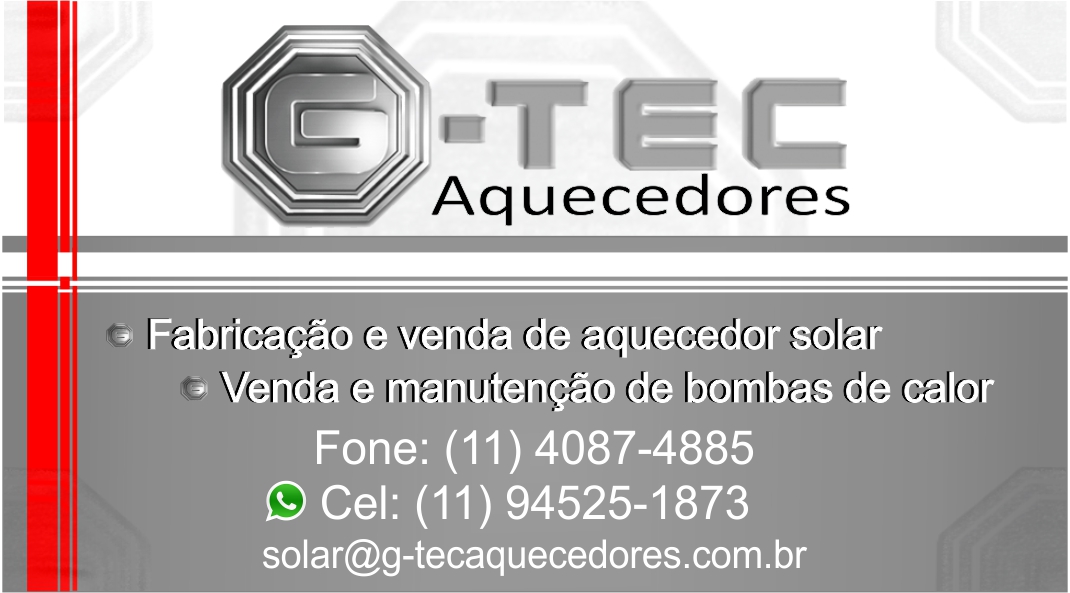 G-TEC
Aquecedores
Fabricação e venda de aquecedor solar
Venda e manutenção de bombas de calor
Fone: (11) 4087-4885
Cel: (11) 94525-1873
solar@g-tecaquecedores.com.br